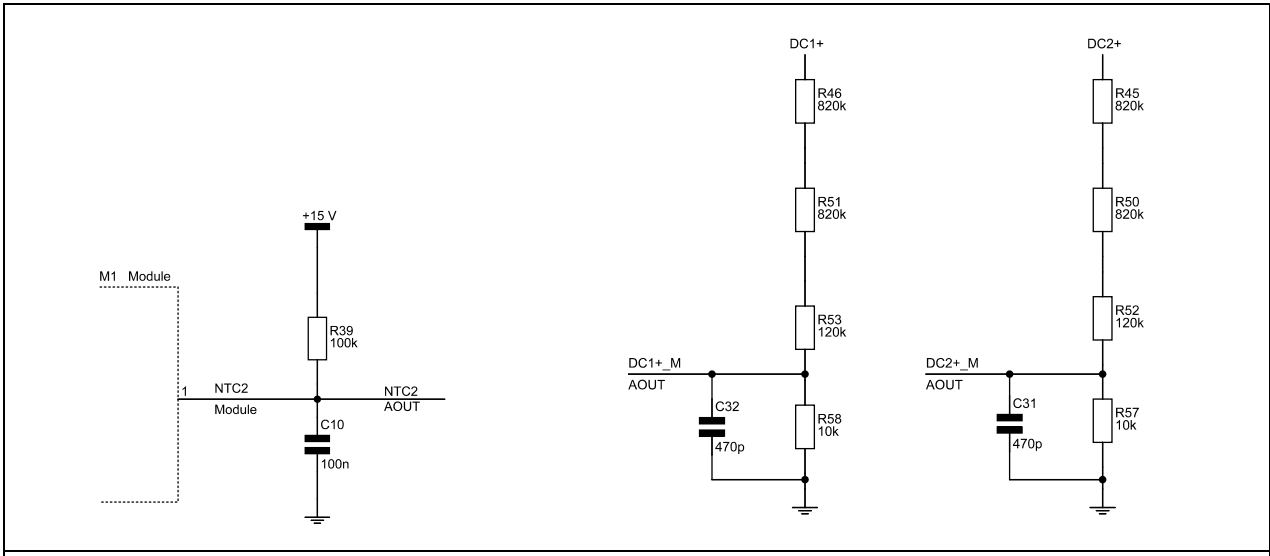 DC1+
DC2+
R46
820k
R45
820k
R51
820k
R50
820k
+15 V
M1 Module
R39
100k
R53
120k
R52
120k
DC1+_M
AOUT
DC2+_M
AOUT
1
NTC2
Module
NTC2
AOUT
C32
470p
R58
10k
C31
470p
R57
10k
C10
100n